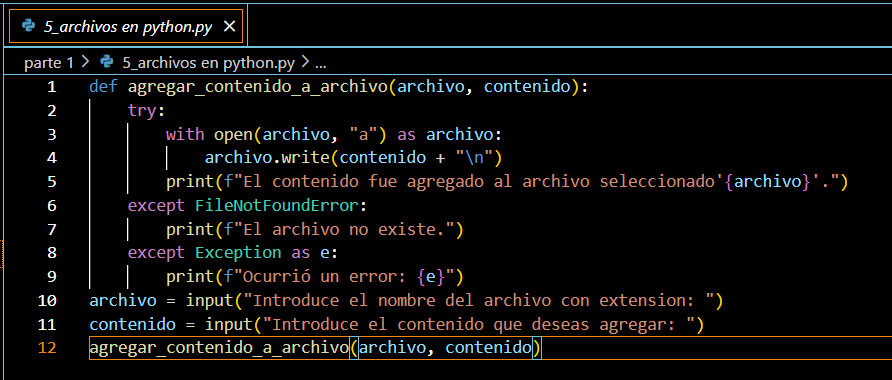 5_archivos en python.py ×
parte 1 > 5_archivos en python.py > ...
1 def agregar_contenido_a_archivo(archivo, contenido):
2 try:
3 with open(archivo, "a") as archivo:
4 archivo.write(contenido + "\n")
5 print(f"El contenido fue agregado al archivo seleccionado'{archivo}'.")
6 except FileNotFoundError:
7 print(f"El archivo no existe.")
8 except Exception as e:
9 print(f"Ocurrió un error: {e}")
10 archivo = input("Introduce el nombre del archivo con extension: ")
11 contenido = input("Introduce el contenido que deseas agregar: ")
12 agregar_contenido_a_archivo(archivo, contenido)